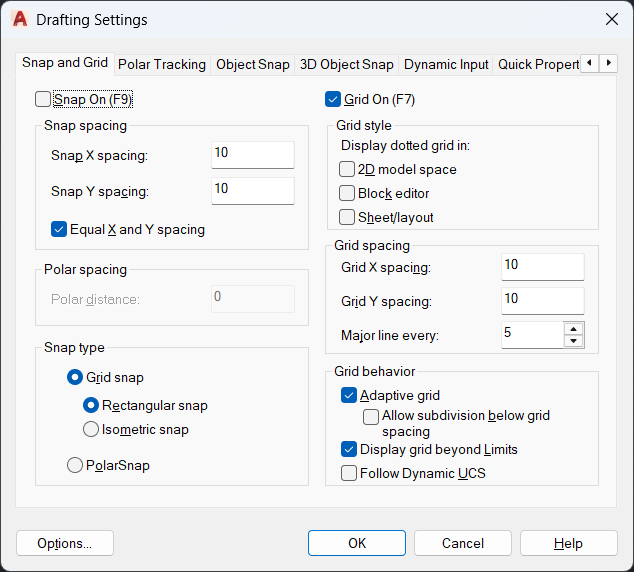 A Drafting Settings
Snap and Grid Polar Tracking Object Snap 3D Object Snap Dynamic Input Quick Propert
Snap On (F9)
Snap spacing
Snap X spacing: 10
Snap Y spacing: 10
Equal X and Y spacing
Polar spacing
Polar distance: 0
Snap type
Grid snap
Rectangular snap
Isometric snap
PolarSnap
Grid On (F7)
Grid style
Display dotted grid in:
2D model space
Block editor
Sheet/layout
Grid spacing
Grid X spacing: 10
Grid Y spacing: 10
Major line every: 5
Grid behavior
Adaptive grid
Allow subdivision below grid
spacing
Display grid beyond Limits
Follow Dynamic UCS
Options... OK Cancel Help